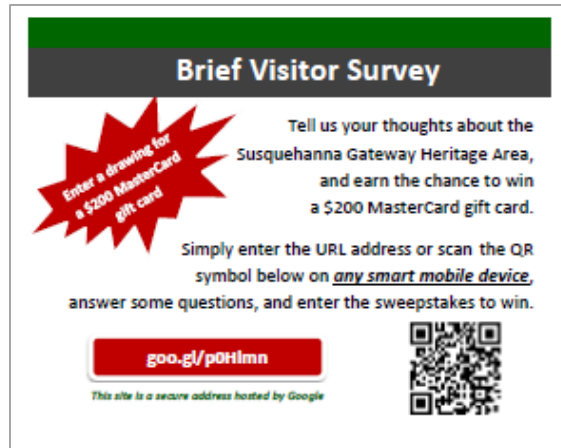 Brief Visitor Survey
Enter a drawing for
a $200 MasterCard
gift card
Tell us your thoughts about the
Susquehanna Gateway Heritage Area,
and earn the chance to win
a $200 MasterCard gift card.
Simply enter the URL address or scan the QR
symbol below on any smart mobile device,
answer some questions, and enter the sweepstakes to win.
goo.gl/p0Hlmn
This site is a secure address hosted by Google